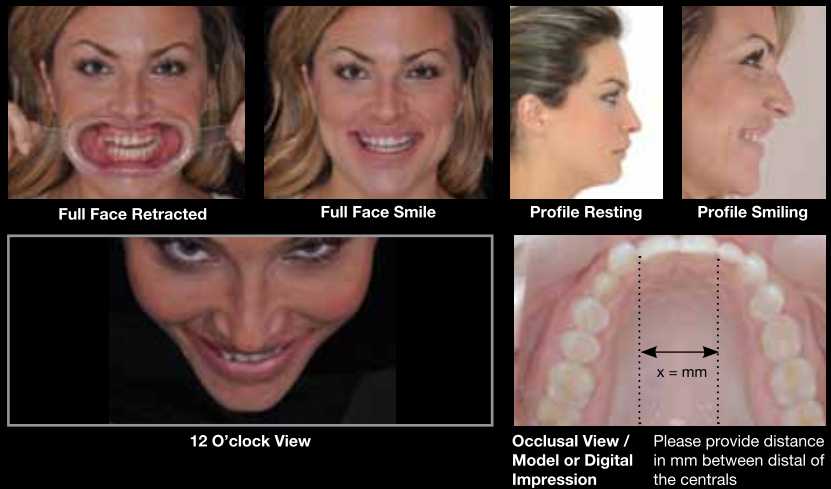 Full Face Retracted
Full Face Smile
Profile Resting
Profile Smiling
x = mm
12 O’clock View
Occlusal View /
Model or Digital
Impression
Please provide distance
in mm between distal of
the centrals